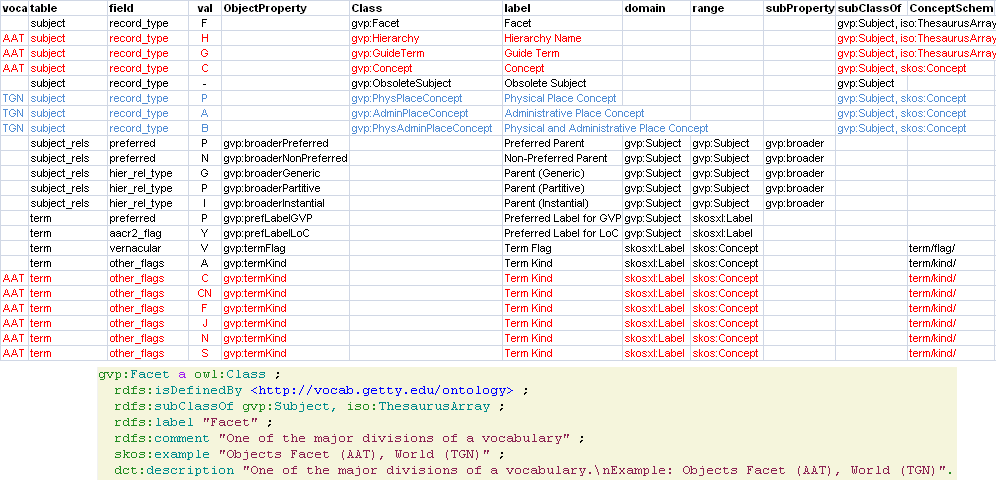 voca table field val ObjectProperty Class label domain range subProperty subClassOf ConceptSchem
subject record_type F gvp:Facet Facet gvp:Subject, iso:ThesaurusArray
AAT subject record_type H gvp:Hierarchy Hierarchy Name gvp:Subject, iso:ThesaurusArray
AAT subject record_type G gvp:GuideTerm Guide Term gvp:Subject, iso:ThesaurusArray
AAT subject record_type C gvp:Concept Concept gvp:Subject, skos:Concept
subject record_type - gvp:ObsoleteSubject Obsolete Subject gvp:Subject
TGN subject record_type P gvp:PhysPlaceConcept Physical Place Concept gvp:Subject, skos:Concept
TGN subject record_type A gvp:AdminPlaceConcept Administrative Place Concept gvp:Subject, skos:Concept
TGN subject record_type B gvp:PhysAdminPlaceConcept Physical and Administrative Place Concept gvp:Subject, skos:Concept
subject_rels preferred P gvp:broaderPreferred Preferred Parent gvp:Subject gvp:Subject gvp:broader
subject_rels preferred N gvp:broaderNonPreferred Non-Preferred Parent gvp:Subject gvp:Subject gvp:broader
subject_rels hier_rel_type G gvp:broaderGeneric Parent (Generic) gvp:Subject gvp:Subject gvp:broader
subject_rels hier_rel_type P gvp:broaderPartitive Parent (Partitive) gvp:Subject gvp:Subject gvp:broader
subject_rels hier_rel_type I gvp:broaderInstantial Parent (Instantial) gvp:Subject gvp:Subject gvp:broader
term preferred P gvp:prefLabelGVP Preferred Label for GVP gvp:Subject skosxl:Label
term aacr2_flag Y gvp:prefLabelLoC Preferred Label for LoC gvp:Subject skosxl:Label
term vernacular V gvp:termFlag Term Flag skosxl:Label skos:Concept term/flag/
term other_flags A gvp:termKind Term Kind skosxl:Label skos:Concept term/kind/
AAT term other_flags C gvp:termKind Term Kind skosxl:Label skos:Concept term/kind/
AAT term other_flags CN gvp:termKind Term Kind skosxl:Label skos:Concept term/kind/
AAT term other_flags F gvp:termKind Term Kind skosxl:Label skos:Concept term/kind/
AAT term other_flags J gvp:termKind Term Kind skosxl:Label skos:Concept term/kind/
AAT term other_flags N gvp:termKind Term Kind skosxl:Label skos:Concept term/kind/
AAT term other_flags S gvp:termKind Term Kind skosxl:Label skos:Concept term/kind/
gvp:Facet a owl:Class ;
rdfs:isDefinedBy <http://vocab.getty.edu/ontology> ;
rdfs:subClassOf gvp:Subject, iso:ThesaurusArray ;
rdfs:label "Facet" ;
rdfs:comment "One of the major divisions of a vocabulary" ;
skos:example "Objects Facet (AAT), World (TGN)" ;
dct:description "One of the major divisions of a vocabulary.\nExample: Objects Facet (AAT), World (TGN)".